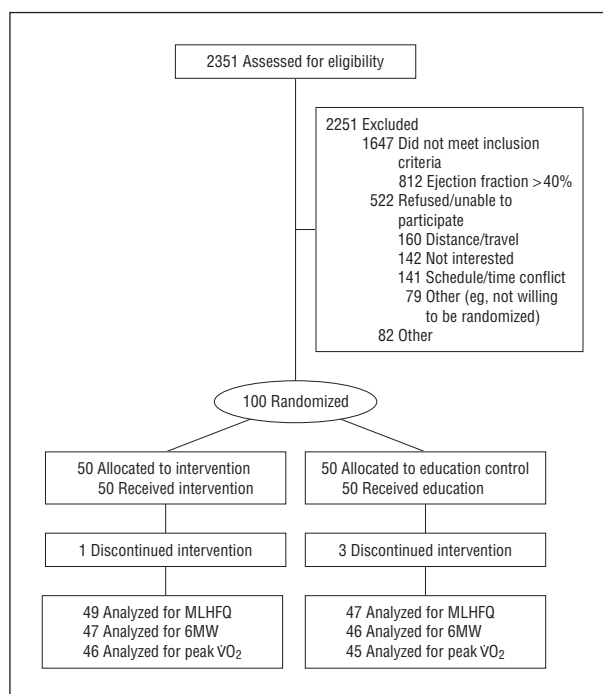 2351 Assessed for eligibility
2251 Excluded
1647 Did not meet inclusion
criteria
812 Ejection fraction >40%
522 Refused/unable to
participate
160 Distance/travel
142 Not interested
141 Schedule/time conflict
79 Other (eg, not willing
to be randomized)
82 Other
100 Randomized
50 Allocated to intervention
50 Received intervention
50 Allocated to education control
50 Received education
1 Discontinued intervention
3 Discontinued intervention
49 Analyzed for MLHFQ
47 Analyzed for 6MW
46 Analyzed for peak V̇O₂
47 Analyzed for MLHFQ
46 Analyzed for 6MW
45 Analyzed for peak V̇O₂